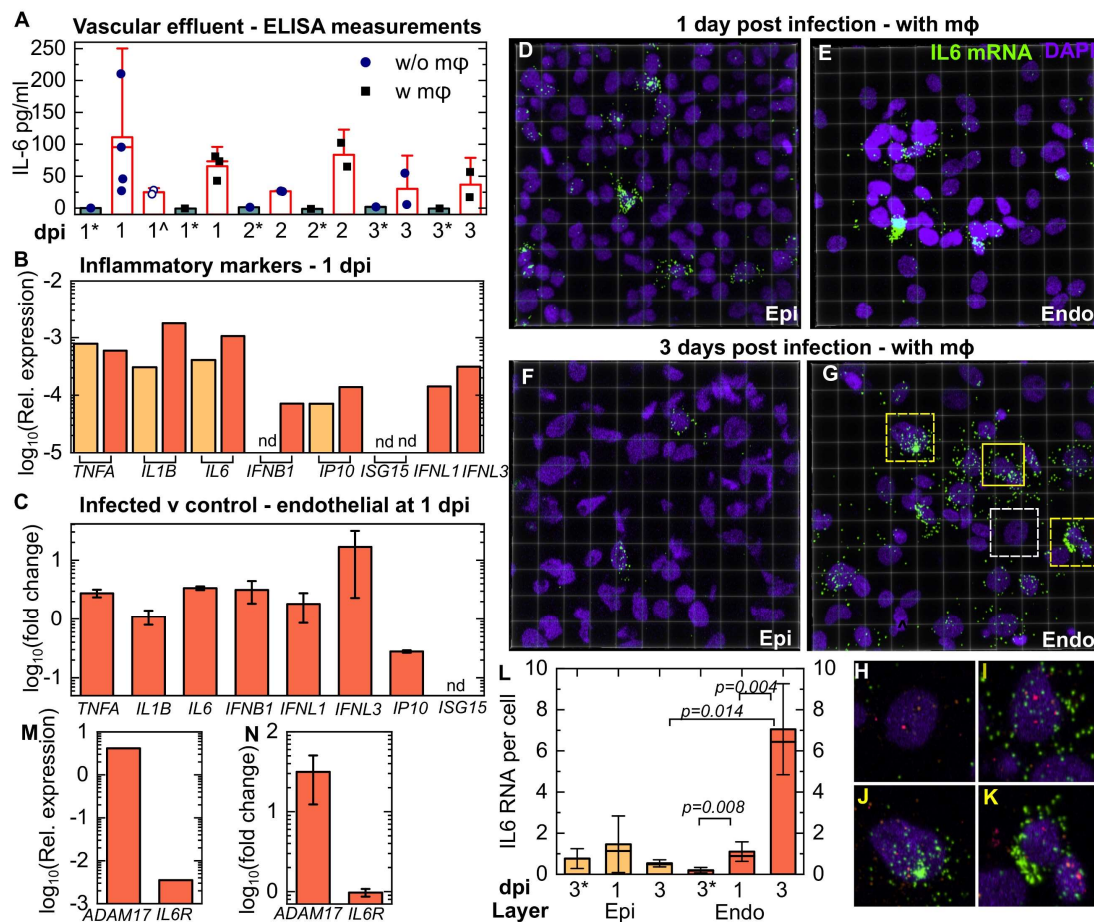 A
Vascular effluent - ELISA measurements
IL-6 pg/ml
250
200
150
100
50
0
w/o mφ
w mφ
dpi 1* 1 1^ 1* 1 2* 2 2* 2 3* 3 3* 3
B
Inflammatory markers - 1 dpi
log10(Rel. expression)
-2
-3
-4
-5
nd nd nd
TNFA IL1B IL6 IFNB1 IP10 ISG15 IFNL1 IFNL3
C
Infected v control - endothelial at 1 dpi
log10(fold change)
1
0
-1
nd
TNFA IL1B IL6 IFNB1 IFNL1 IFNL3 IP10 ISG15
M
log10(Rel. expression)
1
0
-1
-2
-3
ADAM17 IL6R
N
log10(fold change)
2
1
0
ADAM17 IL6R
1 day post infection - with mϕ
D
Epi
E
IL6 mRNA DAPI
Endo
3 days post infection - with mϕ
F
Epi
G
Endo
L
IL6 RNA per cell
10 10
8 8
6 6
4 4
2 2
0 0
p=0.004
p=0.014
p=0.008
dpi 3* 1 3 3* 1 3
Layer Epi Endo
H
I
J
K